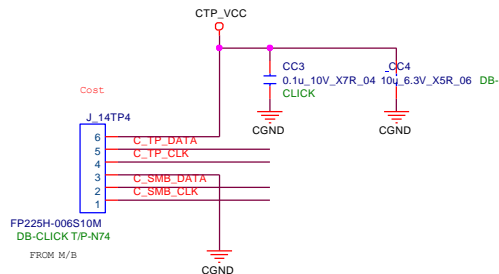 CTP_VCC
CC3
0.1u_10V_X7R_04
CLICK
CC4
10u_6.3V_X5R_06 DB-
CGND
CGND
Cost
J_14TP4
6
5
4
3
2
1
C_TP_DATA
C_TP_CLK
C_SMB_DATA
C_SMB_CLK
FP225H-006S10M
DB-CLICK T/P-N74
FROM M/B
CGND